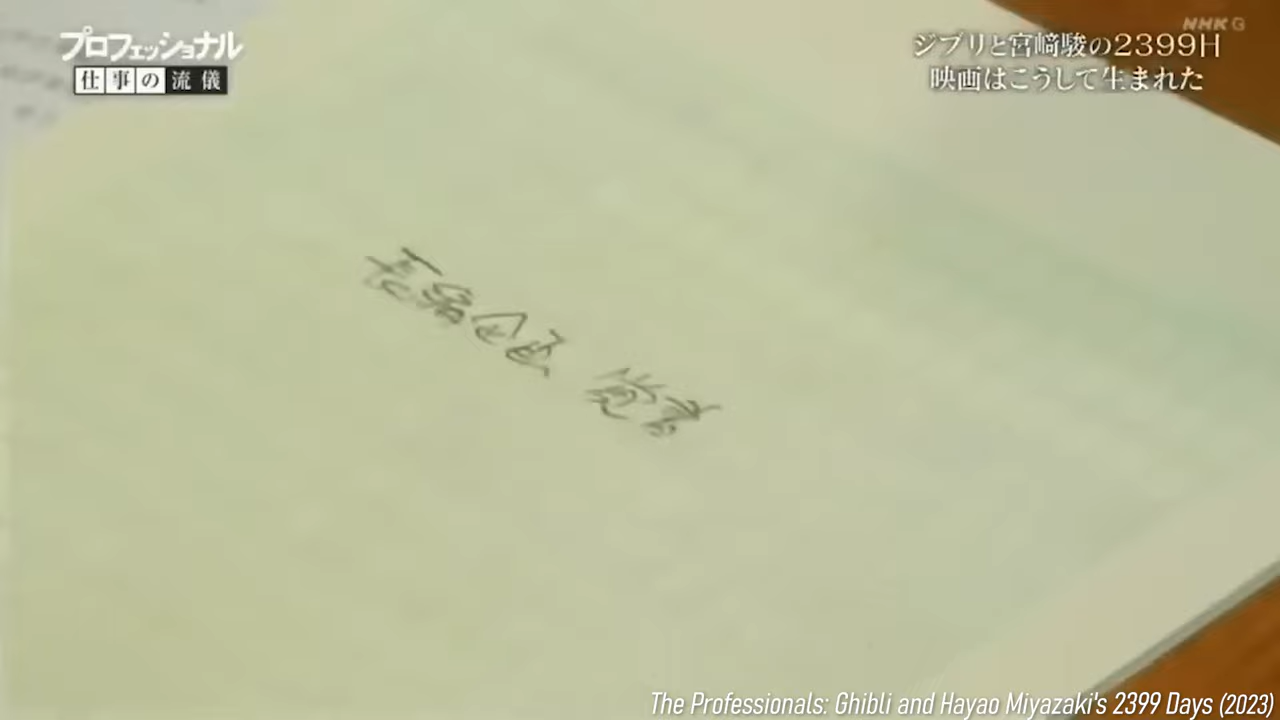 プロフェッショナル
仕事の流儀
NHK G
ジブリと宮﨑駿の2399日
映画はこうして生まれた
長編企画 覚書
The Professionals: Ghibli and Hayao Miyazaki's 2399 Days (2023)